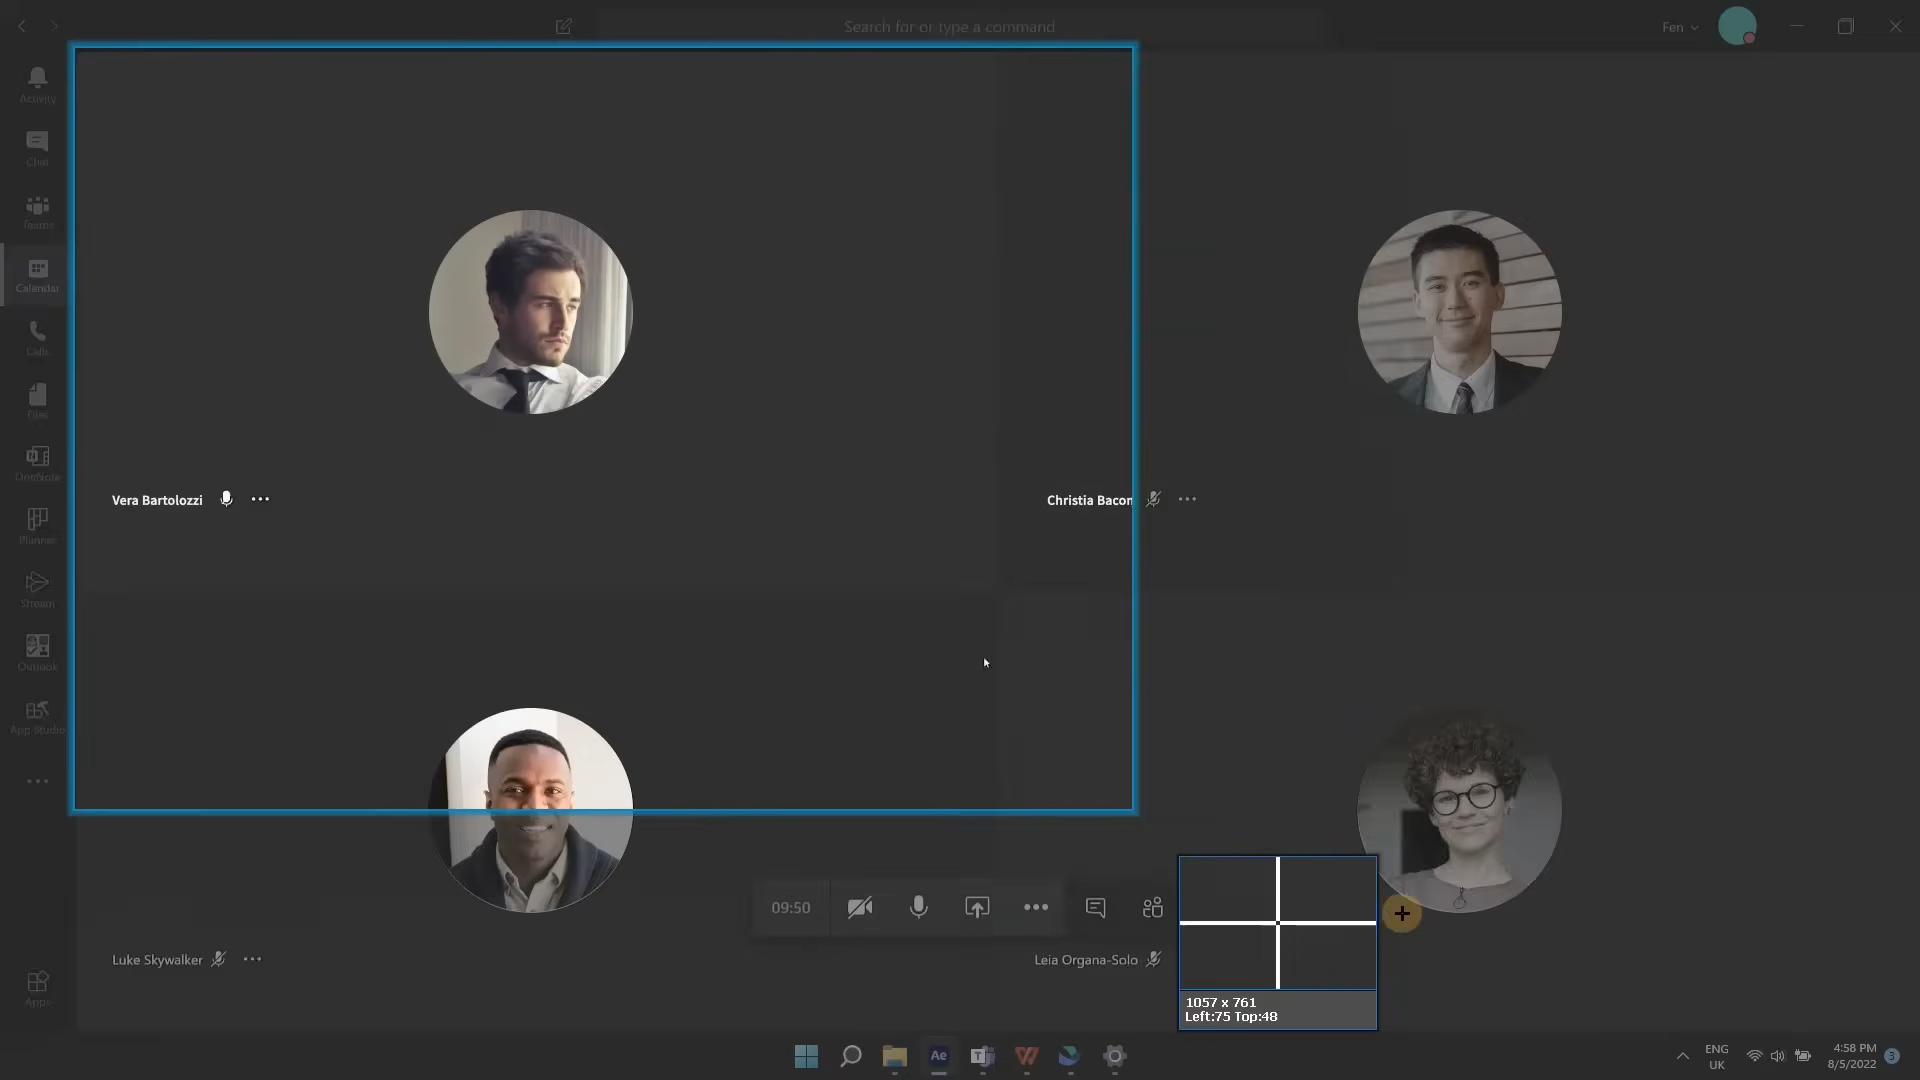 Search for or type a command
Fen
Activity
Chat
Teams
Calendar
Calls
Files
OneNote
Planner
Stream
Outlook
App Studio
Apps
Vera Bartolozzi
Christia Bacon
09:50
Luke Skywalker
Leia Organa-Solo
1057 x 761
Left:75 Top:48
Ae
T
ENG
UK
4:58 PM
8/5/2022
3